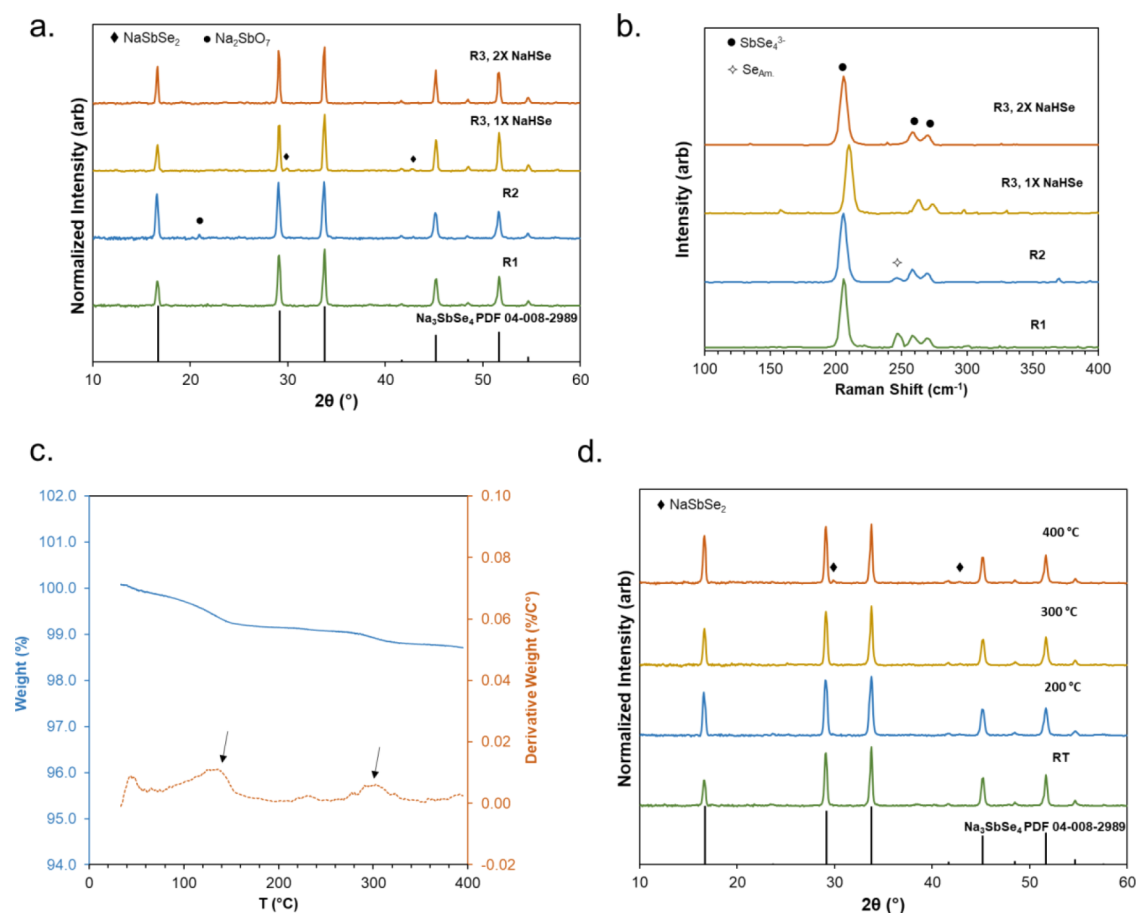 a.
NaSbSe₂
Na₂SbO₇
R3, 2X NaHSe
R3, 1X NaHSe
R2
R1
Na₃SbSe₄ PDF 04-008-2989
Normalized Intensity (arb)
10 20 30 40 50 60
2θ (°)
b.
SbSe₄³⁻
Se_Am.
R3, 2X NaHSe
R3, 1X NaHSe
R2
R1
Intensity (arb)
100 150 200 250 300 350 400
Raman Shift (cm⁻¹)
c.
102.0
101.0
100.0
99.0
98.0
97.0
96.0
95.0
94.0
Weight (%)
0.10
0.08
0.06
0.04
0.02
0.00
-0.02
Derivative Weight (%/C°)
0 100 200 300 400
T (°C)
d.
NaSbSe₂
400 °C
300 °C
200 °C
RT
Na₃SbSe₄ PDF 04-008-2989
Normalized Intensity (arb)
10 20 30 40 50 60
2θ (°)